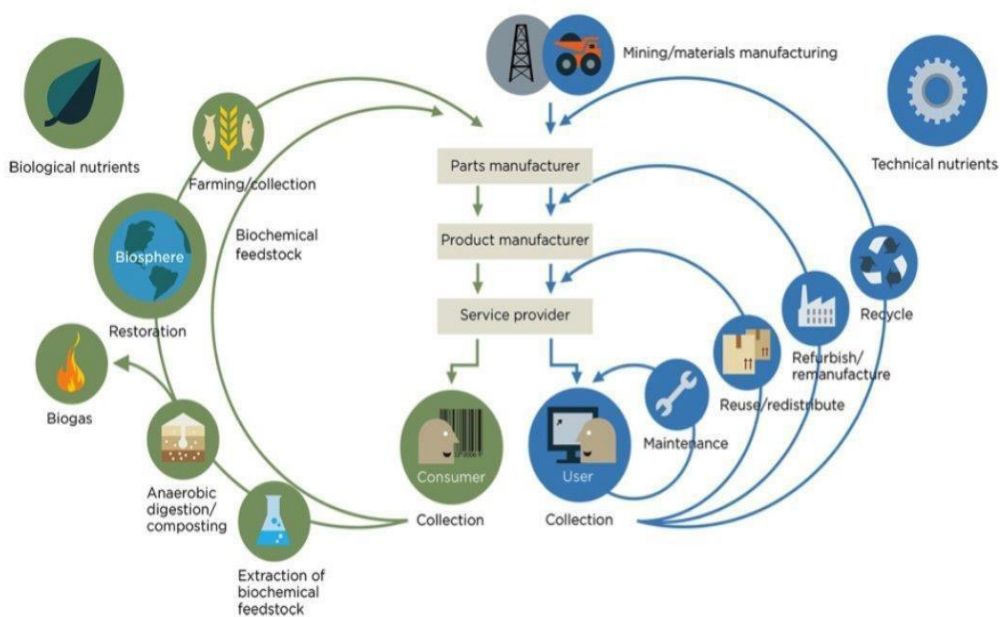 Mining/materials manufacturing
Biological nutrients
Technical nutrients
Farming/collection
Parts manufacturer
Biochemical
feedstock
Product manufacturer
Biosphere
Restoration
Service provider
Recycle
Refurbish/
remanufacture
Reuse/redistribute
Biogas
Maintenance
Consumer
User
Anaerobic
digestion/
composting
Collection
Collection
Extraction of
biochemical
feedstock